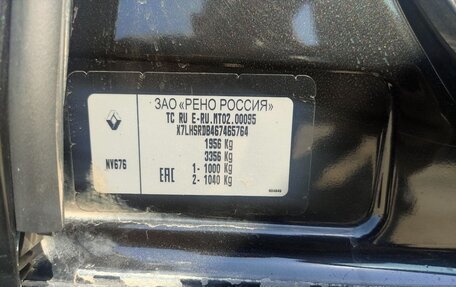 ЗАО «РЕНО РОССИЯ»
TC RU E-RU.MT02.00095
X7LHSRDB467465764
1956 Kg
3356 Kg
1- 1000 Kg
2- 1040 Kg
NV676
EAC